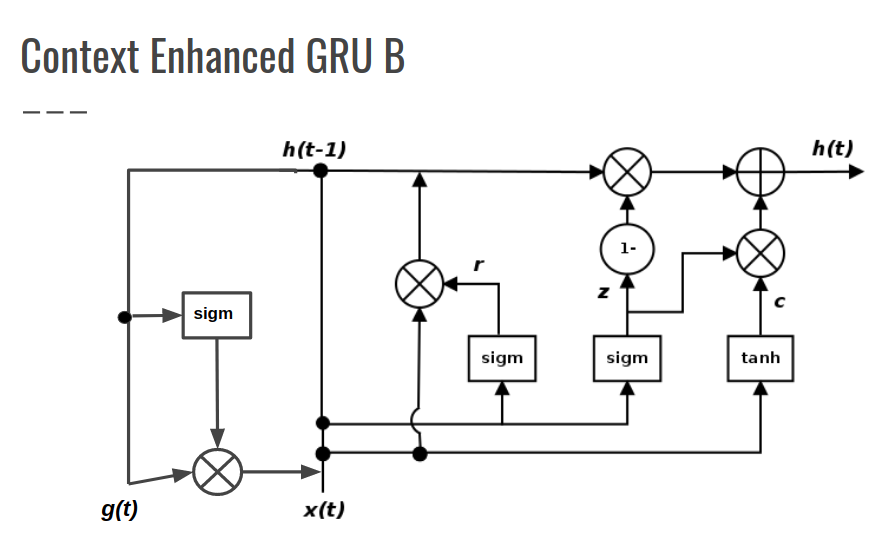 Context Enhanced GRU B
h(t-1)
h(t)
r
1-
z
c
sigm
sigm
sigm
tanh
g(t)
x(t)